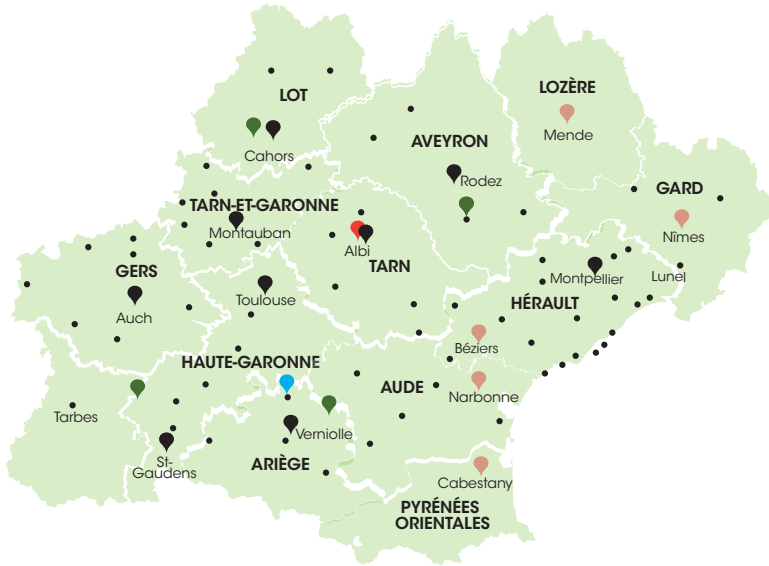 LOZÈRE
LOT
Mende
AVEYRON
Cahors
Rodez
GARD
TARN-ET-GARONNE
Montauban
Nîmes
Albi
TARN
GERS
Montpellier
Lunel
Toulouse
HÉRAULT
Auch
Béziers
HAUTE-GARONNE
AUDE
Narbonne
Tarbes
Verniolle
St-
Gaudens
ARIÈGE
Cabestany
PYRÉNÉES
ORIENTALES